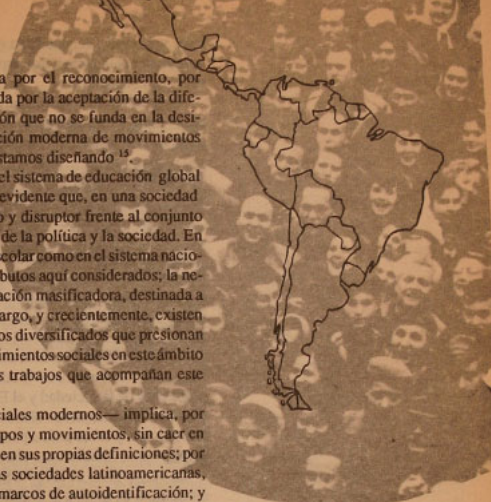 a por el reconocimiento, por
da por la aceptación de la dife-
ón que no se funda en la desi-
ción moderna de movimientos
stamos diseñando 15.
el sistema de educación global
evidente que, en una sociedad
o y disruptor frente al conjunto
de la política y la sociedad. En
scolar como en el sistema nacio-
butos aquí considerados; la ne-
ación masificadora, destinada a
argo, y crecientemente, existen
os diversificados que presionan
imientos sociales en este ámbito
s trabajos que acompañan este
ciales modernos— implica, por
pos y movimientos, sin caer en
en sus propias definiciones; por
as sociedades latinoamericanas,
marcos de autoidentificación; y